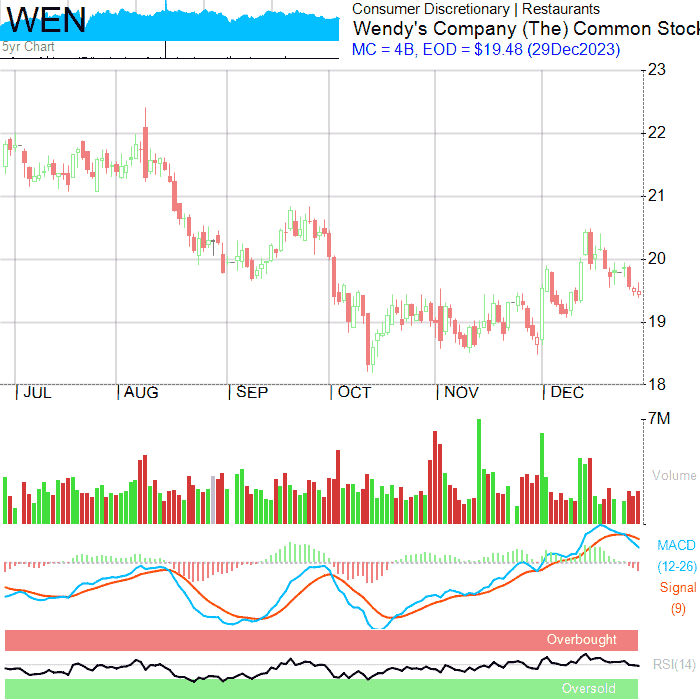 WEN
5yr Chart
Consumer Discretionary | Restaurants
Wendy's Company (The) Common Stock
MC = 4B, EOD = $19.48 (29Dec2023)
23
22
21
20
19
18
JUL AUG SEP OCT NOV DEC
7M
Volume
MACD
(12-26)
Signal
(9)
Overbought
RSI(14)
Oversold